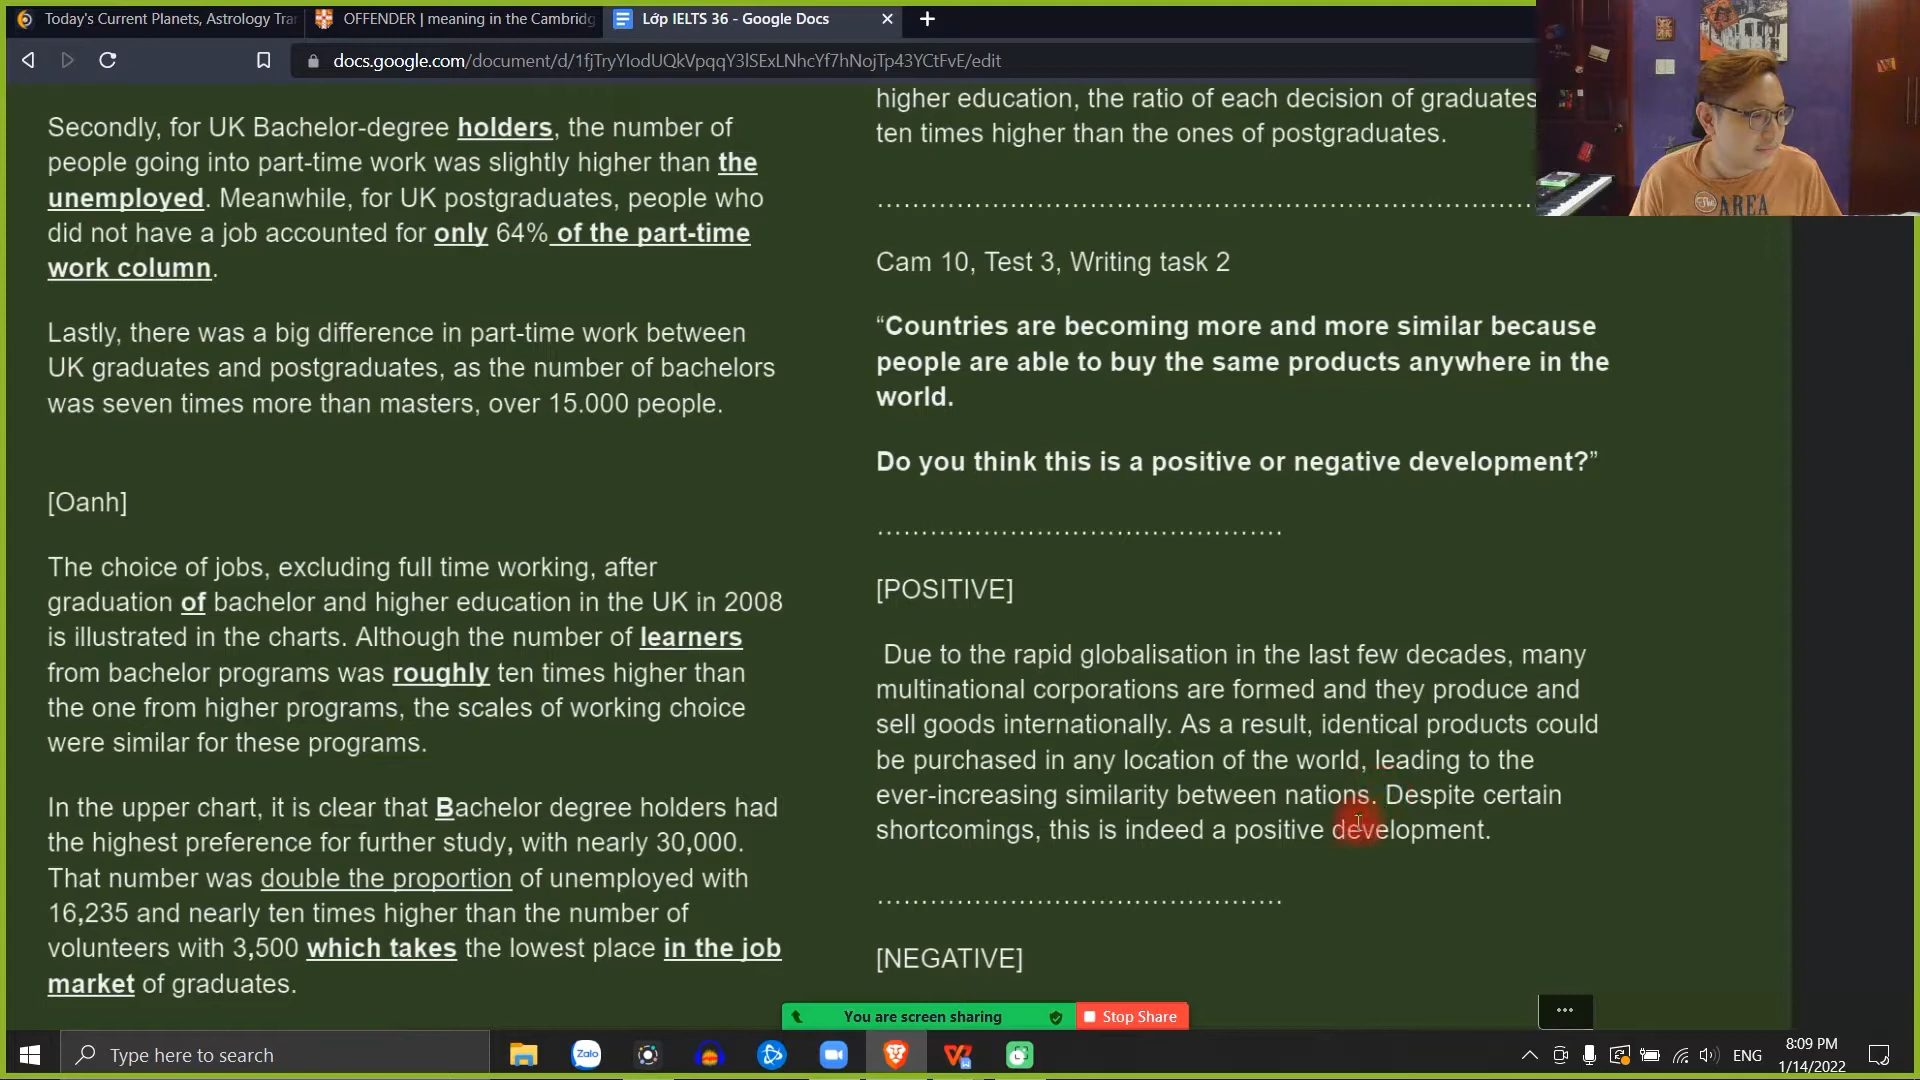 Today's Current Planets, Astrology Tra
OFFENDER | meaning in the Cambridg
Lớp IELTS 36 - Google Docs
docs.google.com/document/d/1fjTryYIodUQkVpqqY3lSExLNhcYf7hNojTp43YCtFvE/edit
Secondly, for UK Bachelor-degree holders, the number of
people going into part-time work was slightly higher than the
unemployed. Meanwhile, for UK postgraduates, people who
did not have a job accounted for only 64% of the part-time
work column.
Lastly, there was a big difference in part-time work between
UK graduates and postgraduates, as the number of bachelors
was seven times more than masters, over 15.000 people.
[Oanh]
The choice of jobs, excluding full time working, after
graduation of bachelor and higher education in the UK in 2008
is illustrated in the charts. Although the number of learners
from bachelor programs was roughly ten times higher than
the one from higher programs, the scales of working choice
were similar for these programs.
In the upper chart, it is clear that Bachelor degree holders had
the highest preference for further study, with nearly 30,000.
That number was double the proportion of unemployed with
16,235 and nearly ten times higher than the number of
volunteers with 3,500 which takes the lowest place in the job
market of graduates.
higher education, the ratio of each decision of graduates
ten times higher than the ones of postgraduates.
………………………………………………………………
Cam 10, Test 3, Writing task 2
“Countries are becoming more and more similar because
people are able to buy the same products anywhere in the
world.
Do you think this is a positive or negative development?”
……………………………………….
[POSITIVE]
Due to the rapid globalisation in the last few decades, many
multinational corporations are formed and they produce and
sell goods internationally. As a result, identical products could
be purchased in any location of the world, leading to the
ever-increasing similarity between nations. Despite certain
shortcomings, this is indeed a positive development.
……………………………………….
[NEGATIVE]
AREA
You are screen sharing
Stop Share
Type here to search
Zalo
ENG
8:09 PM
1/14/2022